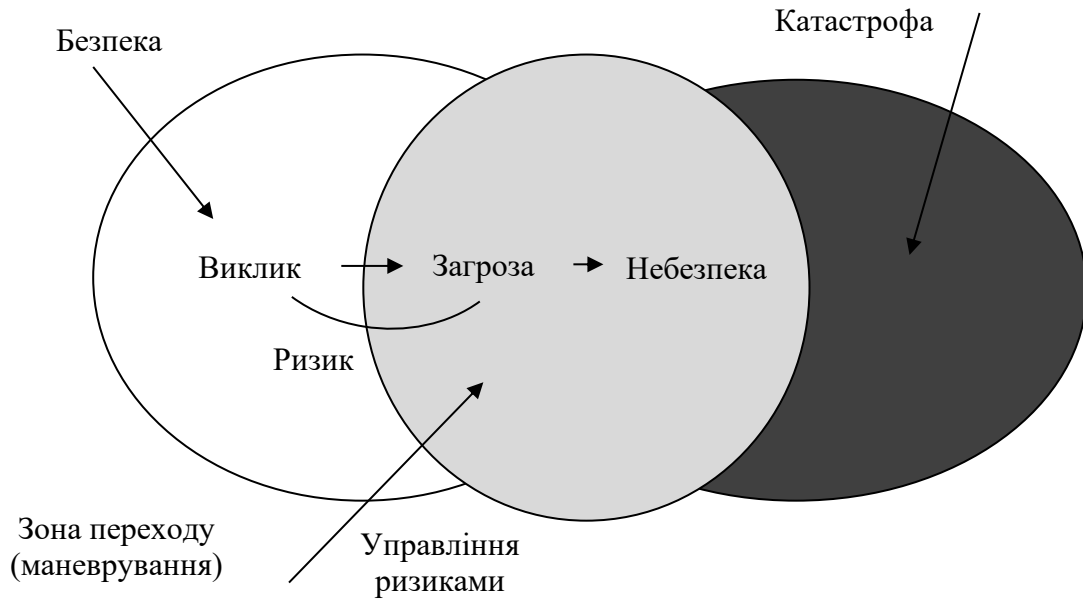 Катастрофа
Безпека
Виклик
Загроза
Небезпека
Ризик
Зона переходу
(маневрування)
Управління
ризиками